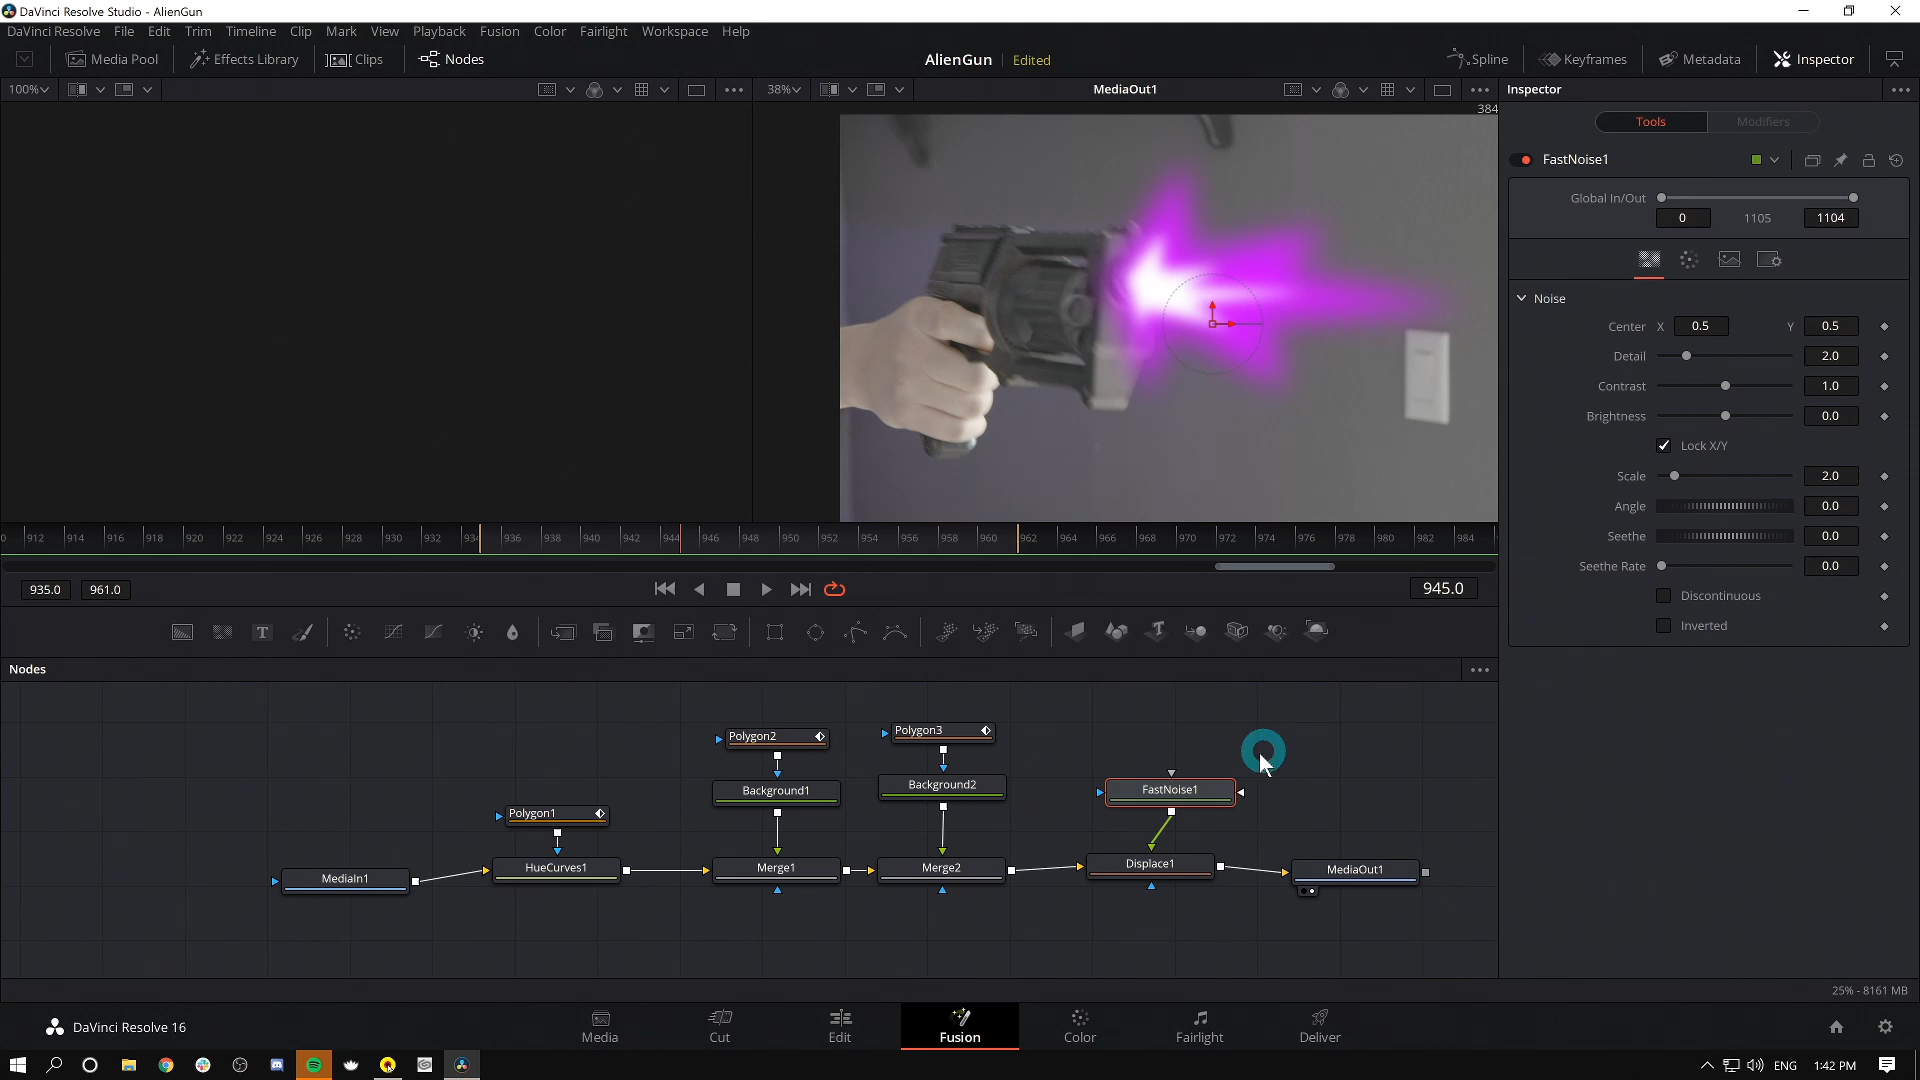 DaVinci Resolve Studio - AlienGun
DaVinci Resolve File Edit Trim Timeline Clip Mark View Playback Fusion Color Fairlight Workspace Help
Media Pool Effects Library Clips Nodes AlienGun Edited Spline Keyframes Metadata Inspector
100% 38% MediaOut1 Inspector
384
Tools Modifiers
FastNoise1
Global In/Out
0 1105 1104
Noise
Center X 0.5 Y 0.5
Detail 2.0
Contrast 1.0
Brightness 0.0
Lock X/Y
Scale 2.0
Angle 0.0
Seethe 0.0
Seethe Rate 0.0
Discontinuous
Inverted
0 912 914 916 918 920 922 924 926 928 930 932 934 936 938 940 942 944 946 948 950 952 954 956 958 960 962 964 966 968 970 972 974 976 978 980 982 984
935.0 961.0 945.0
T T
Nodes
Polygon2 Polygon3
Background1 Background2 FastNoise1
Polygon1
MediaIn1 HueCurves1 Merge1 Merge2 Displace1 MediaOut1
25% - 8161 MB
DaVinci Resolve 16 Media Cut Edit Fusion Color Fairlight Deliver
ENG 1:42 PM